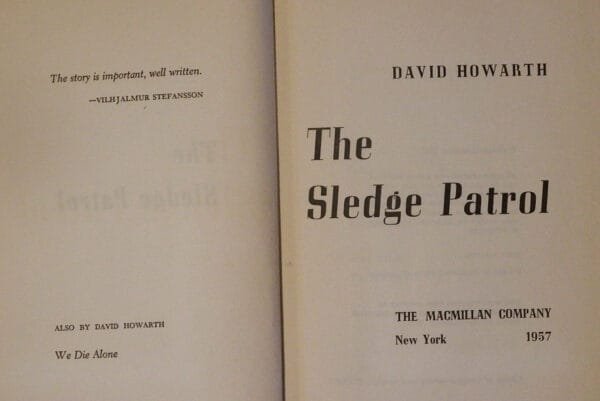 The story is important, well written.
—VILHJALMUR STEFANSSON
ALSO BY DAVID HOWARTH
We Die Alone
DAVID HOWARTH
The
Sledge Patrol
THE MACMILLAN COMPANY
New York 1957